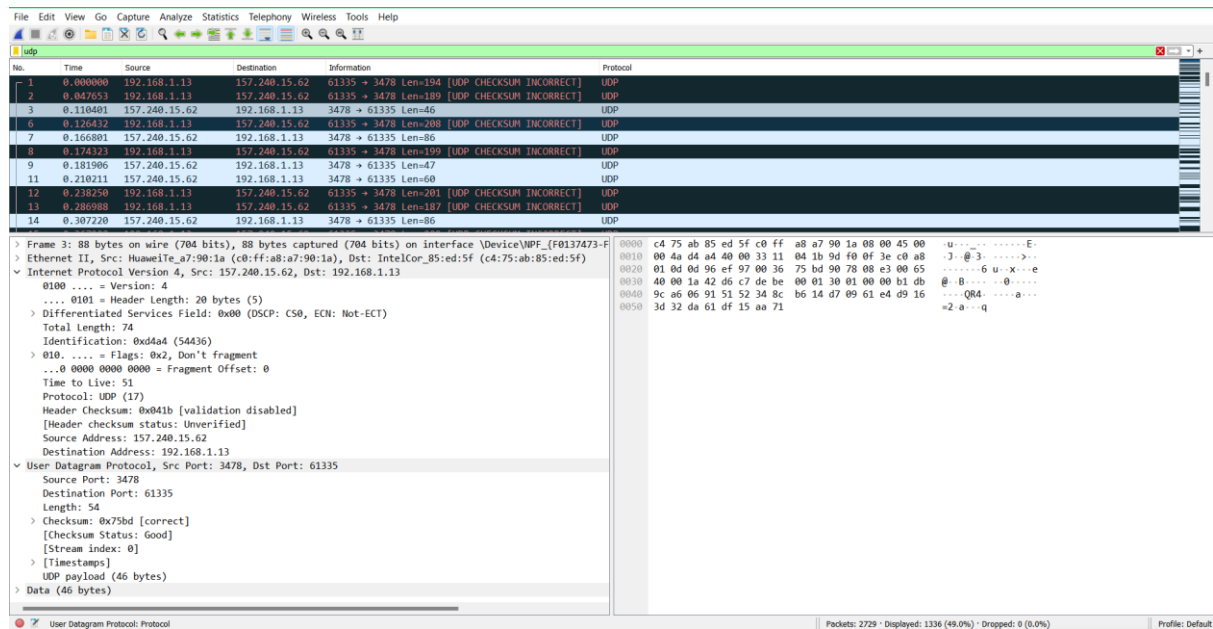 File Edit View Go Capture Analyze Statistics Telephony Wireless Tools Help
udp
No. Time Source Destination Information Protocol
1 0.000000 192.168.1.13 157.240.15.62 61335 → 3478 Len=194 [UDP CHECKSUM INCORRECT] UDP
2 0.047653 192.168.1.13 157.240.15.62 61335 → 3478 Len=189 [UDP CHECKSUM INCORRECT] UDP
3 0.110401 157.240.15.62 192.168.1.13 3478 → 61335 Len=46 UDP
6 0.126432 192.168.1.13 157.240.15.62 61335 → 3478 Len=208 [UDP CHECKSUM INCORRECT] UDP
7 0.166801 157.240.15.62 192.168.1.13 3478 → 61335 Len=86 UDP
8 0.174323 192.168.1.13 157.240.15.62 61335 → 3478 Len=199 [UDP CHECKSUM INCORRECT] UDP
9 0.181906 157.240.15.62 192.168.1.13 3478 → 61335 Len=47 UDP
11 0.210211 157.240.15.62 192.168.1.13 3478 → 61335 Len=60 UDP
12 0.238250 192.168.1.13 157.240.15.62 61335 → 3478 Len=201 [UDP CHECKSUM INCORRECT] UDP
13 0.286988 192.168.1.13 157.240.15.62 61335 → 3478 Len=187 [UDP CHECKSUM INCORRECT] UDP
14 0.307220 157.240.15.62 192.168.1.13 3478 → 61335 Len=86 UDP
> Frame 3: 88 bytes on wire (704 bits), 88 bytes captured (704 bits) on interface \Device\NPF_{F0137473-F
> Ethernet II, Src: HuaweiTe_a7:90:1a (c0:ff:a8:a7:90:1a), Dst: IntelCor_85:ed:5f (c4:75:ab:85:ed:5f)
Internet Protocol Version 4, Src: 157.240.15.62, Dst: 192.168.1.13
0100 .... = Version: 4
.... 0101 = Header Length: 20 bytes (5)
> Differentiated Services Field: 0x00 (DSCP: CS0, ECN: Not-ECT)
Total Length: 74
Identification: 0xd4a4 (54436)
> 010. .... = Flags: 0x2, Don't fragment
...0 0000 0000 0000 = Fragment Offset: 0
Time to Live: 51
Protocol: UDP (17)
Header Checksum: 0x041b [validation disabled]
[Header checksum status: Unverified]
Source Address: 157.240.15.62
Destination Address: 192.168.1.13
User Datagram Protocol, Src Port: 3478, Dst Port: 61335
Source Port: 3478
Destination Port: 61335
Length: 54
> Checksum: 0x75bd [correct]
[Checksum Status: Good]
[Stream index: 0]
> [Timestamps]
UDP payload (46 bytes)
> Data (46 bytes)
0000 c4 75 ab 85 ed 5f c0 ff a8 a7 90 1a 08 00 45 00 ·u···_·· ······E·
0010 00 4a d4 a4 40 00 33 11 04 1b 9d f0 0f 3e c0 a8 ·J··@·3· ·····>··
0020 01 0d 0d 96 ef 97 00 36 75 bd 90 78 08 e3 00 65 ·······6 u··x···e
0030 40 00 1a 42 d6 c7 de be 00 01 30 01 00 00 b1 db @··B···· ··0·····
0040 9c a6 06 91 51 52 34 8c b6 14 d7 09 61 e4 d9 16 ····QR4· ····a···
0050 3d 32 da 61 df 15 aa 71 =2·a···q
User Datagram Protocol: Protocol
Packets: 2729 · Displayed: 1336 (49.0%) · Dropped: 0 (0.0%)
Profile: Default